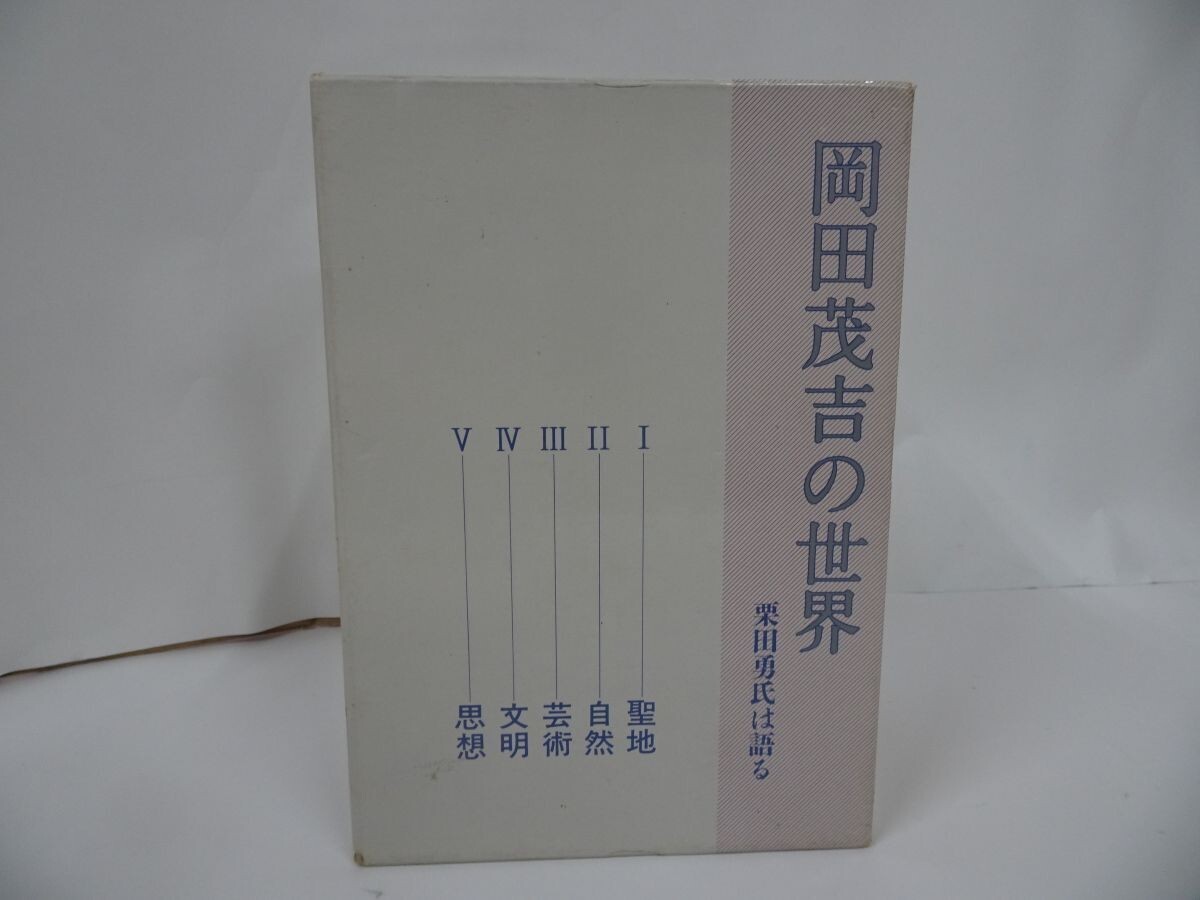 岡田茂吉の世界
栗田勇氏は語る
I 聖地
II 自然
III 芸術
IV 文明
V 思想